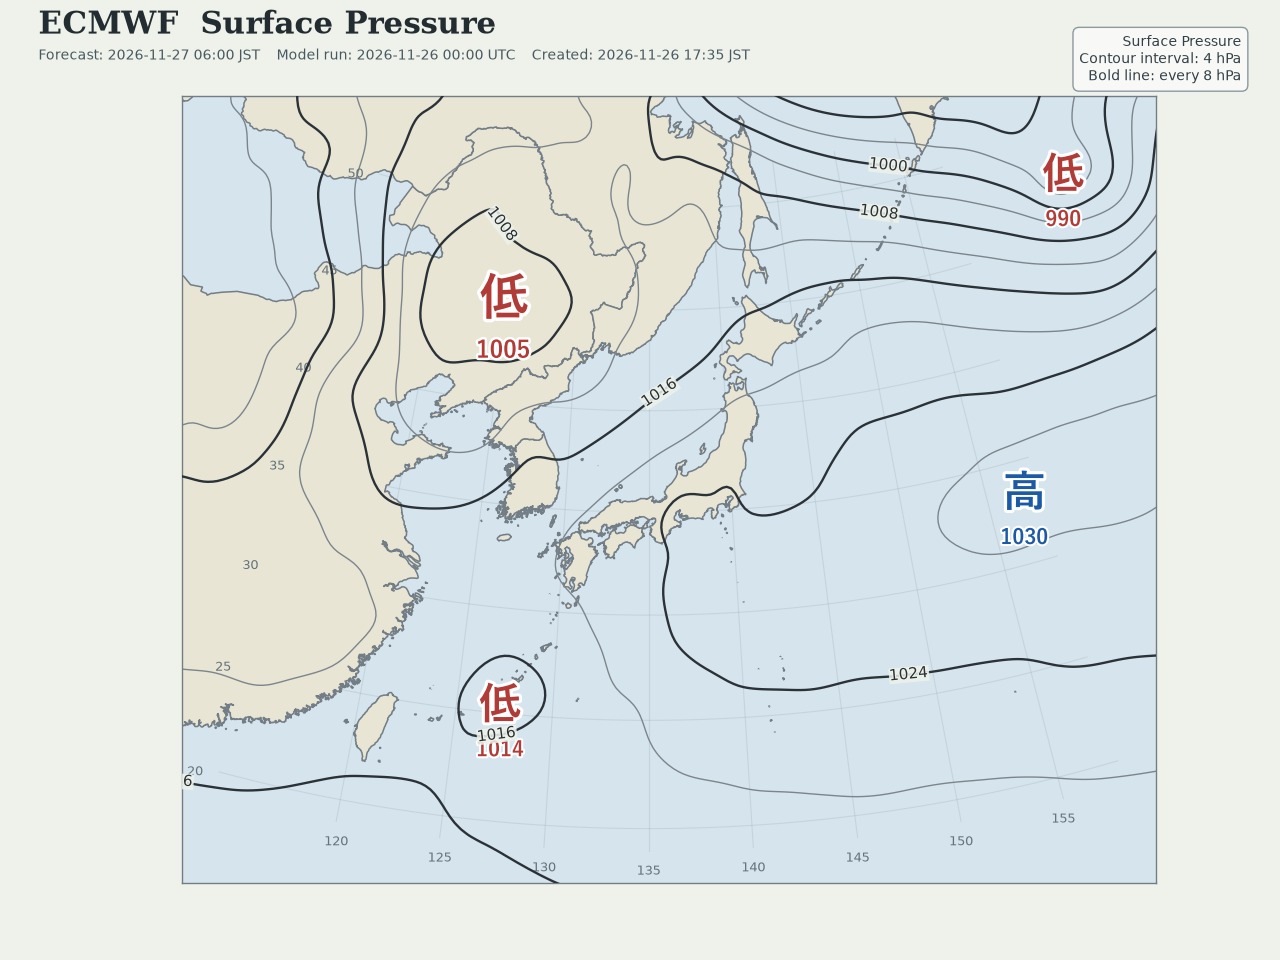 ECMWF  Surface Pressure
Forecast: 2026-11-27 06:00 JST    Model run: 2026-11-26 00:00 UTC    Created: 2026-11-26 17:35 JST
Surface Pressure
Contour interval: 4 hPa
Bold line: every 8 hPa
1000
低
990
50
1008
1008
45
低
1005
40
1016
35
高
1030
30
25
1024
低
1016
1014
20
6
155
120
150
125
145
130
140
135